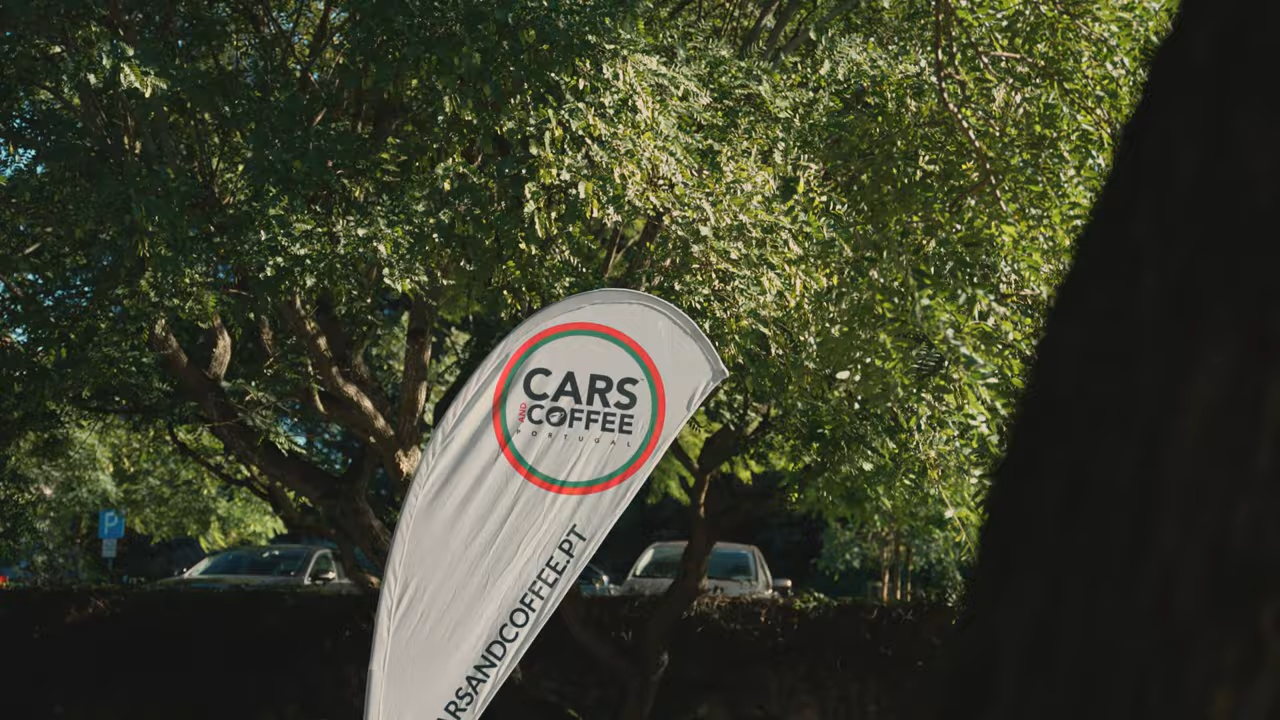 P
CARS
AND
COFFEE
PORTUGAL
ARSANDCOFFEE.PT